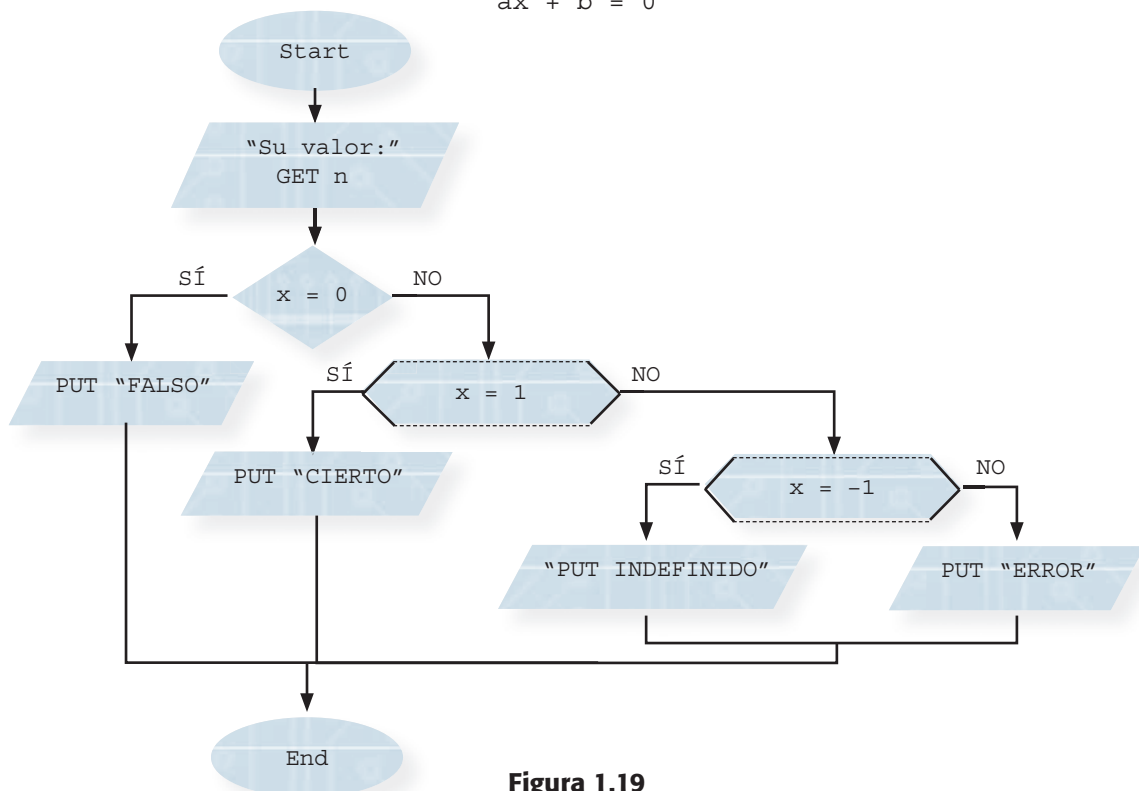 ax + b = 0
Start
“Su valor:”
GET n
SÍ
x = 0
NO
PUT “FALSO”
SÍ
x = 1
NO
PUT “CIERTO”
SÍ
x = −1
NO
“PUT INDEFINIDO”
PUT “ERROR”
End
Figura 1.19